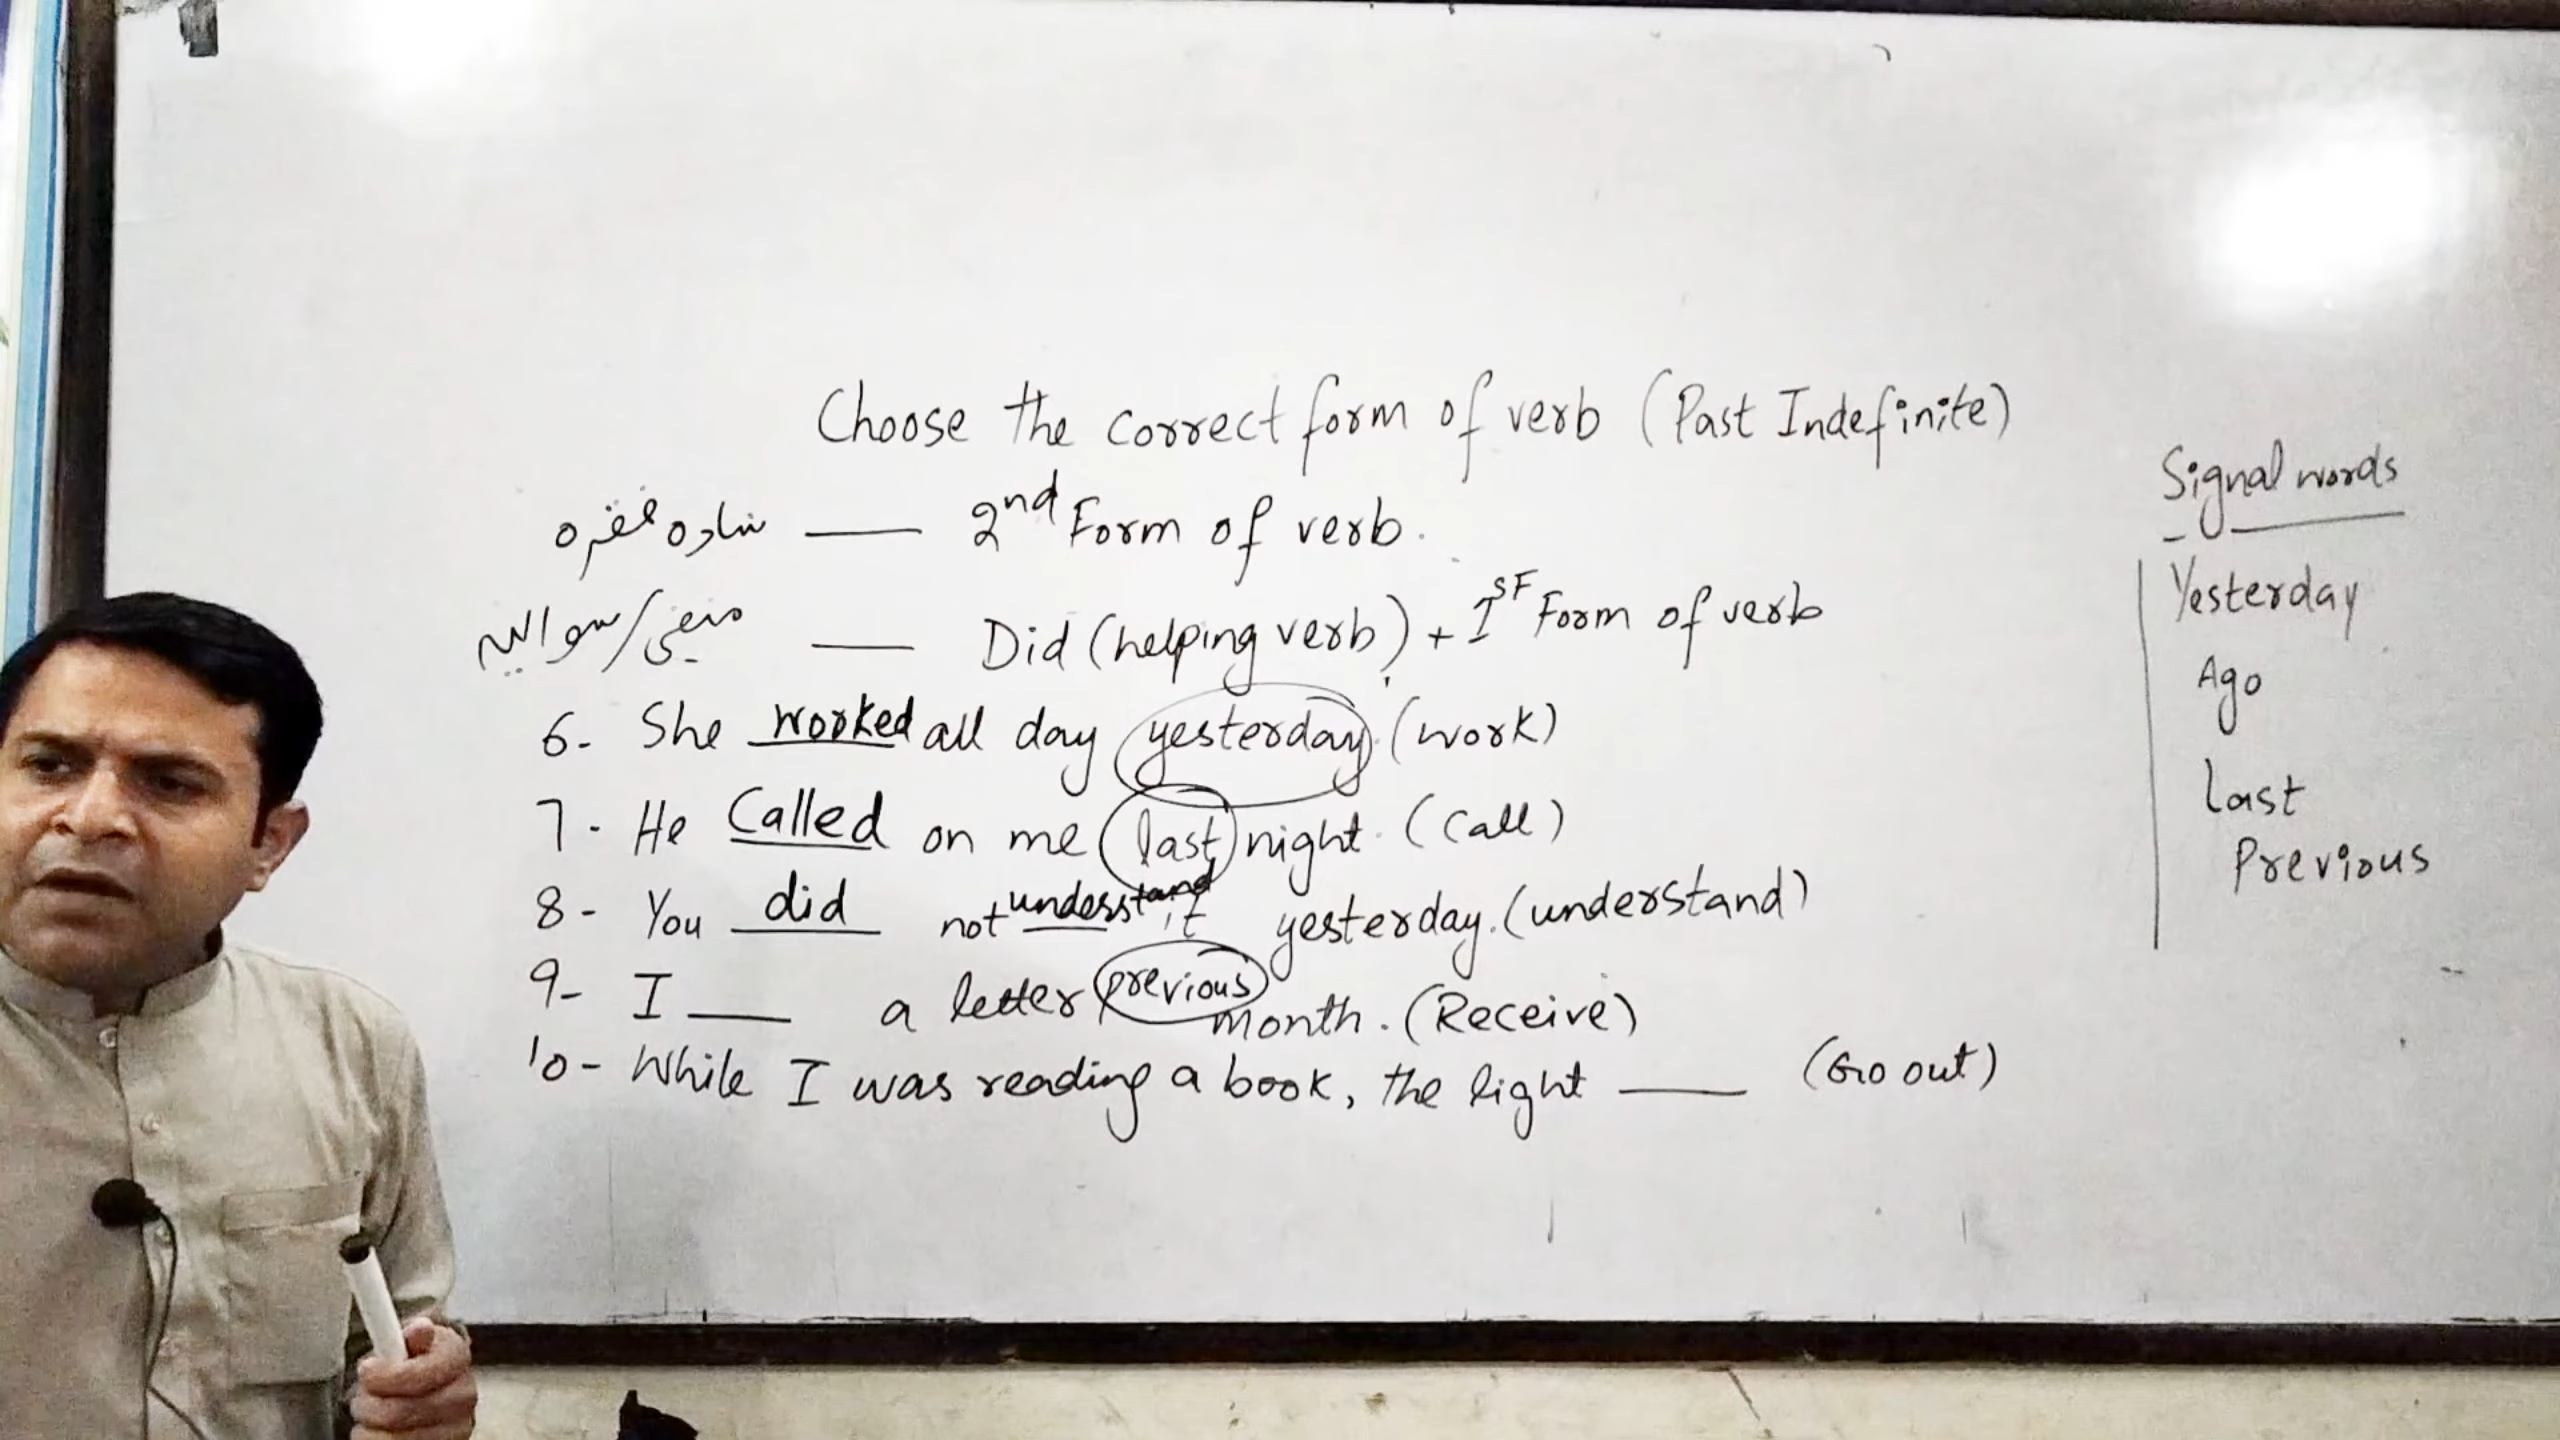 Choose the correct form of verb (Past Indefinite)
سادہ فقرہ — 2nd Form of verb.
منفی/سوالیہ — Did (helping verb) + Ist Form of verb
6- She worked all day yesterday. (work)
7- He Called on me last night. (Call)
8- You did not understand it yesterday. (understand)
9- I ___ a letter previous month. (Receive)
10- While I was reading a book, the light ___ (Go out)
Signal words
Yesterday
Ago
Last
Previous